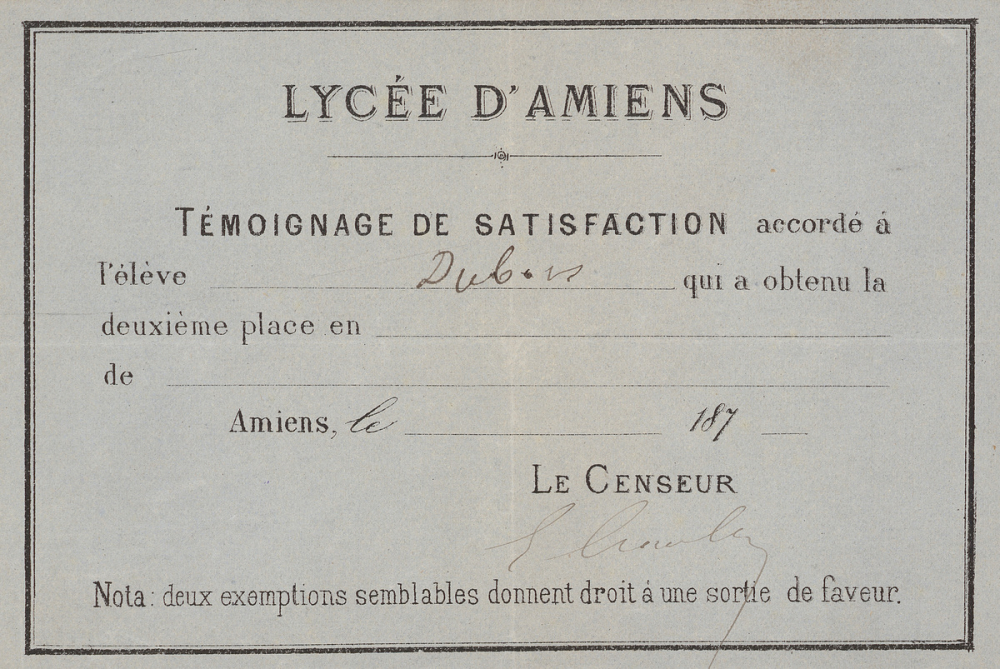 LYCÉE D'AMIENS
TÉMOIGNAGE DE SATISFACTION accordé á
l'élève Dubois qui a obtenu la
deuxième place en
de
Amiens, le 187
LE CENSEUR
Nota : deux exemptions semblables donnent droit á une sortie de faveur.